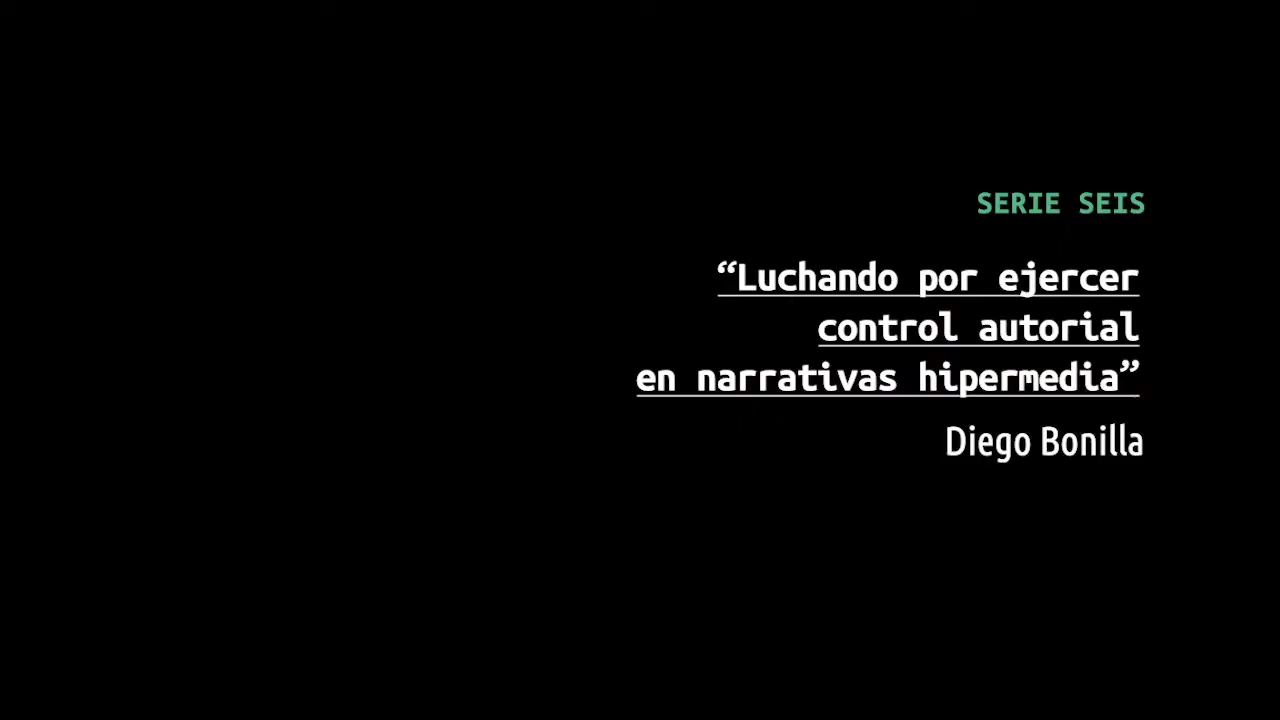 SERIE SEIS
“Luchando por ejercer
control autorial
en narrativas hipermedia”
Diego Bonilla